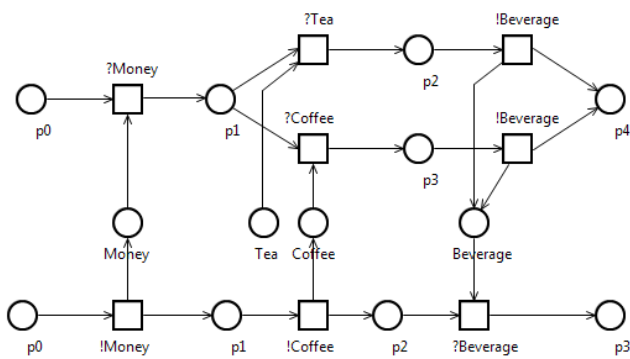 ?Tea
!Beverage
?Money
p2
?Coffee
!Beverage
p0
p1
p4
p3
Money
Tea
Coffee
Beverage
p0
!Money
p1
!Coffee
p2
?Beverage
p3